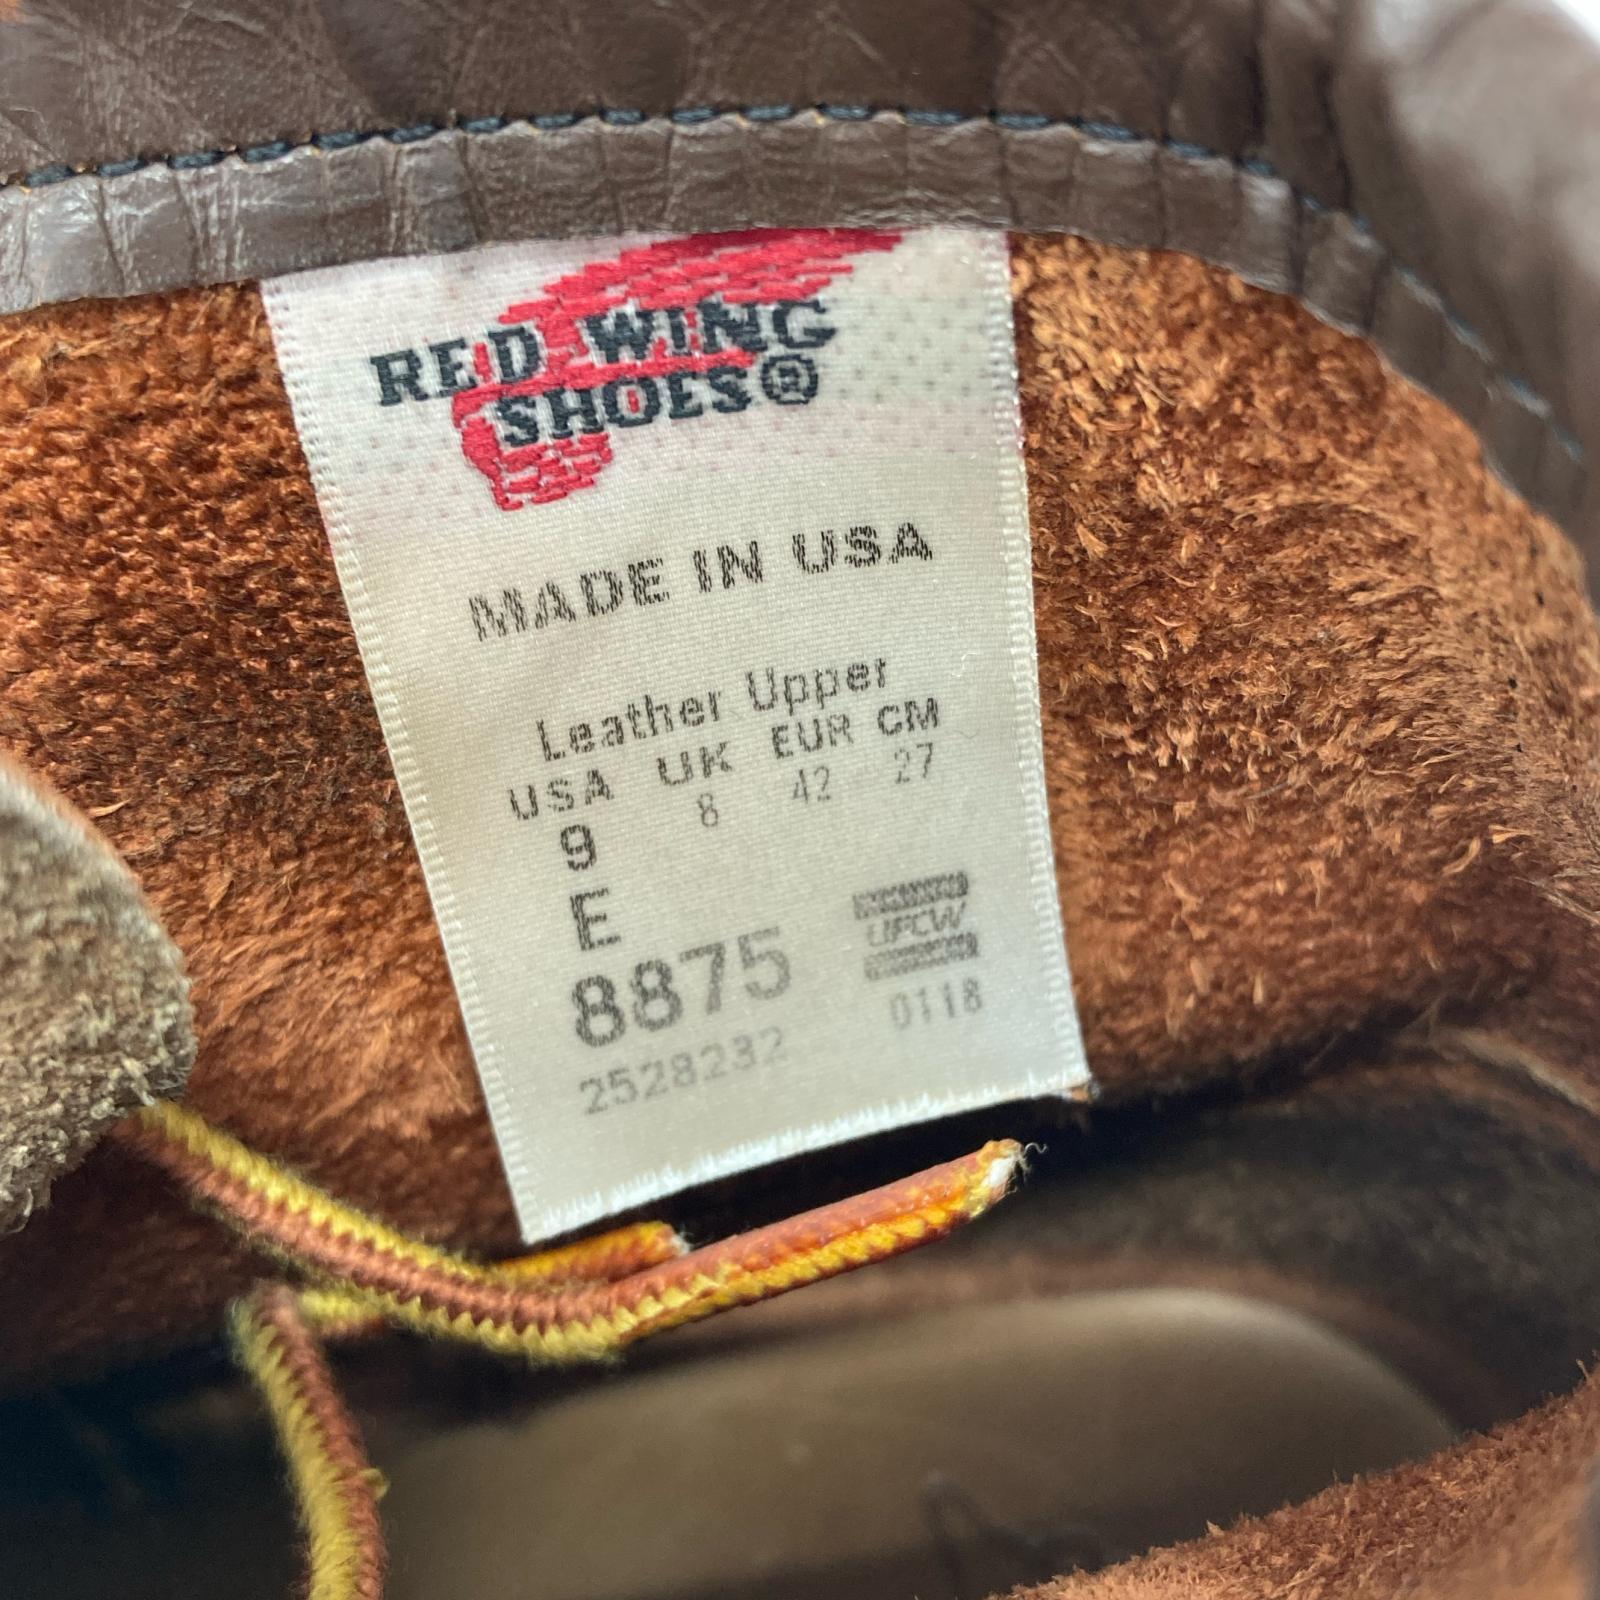 RED WING
SHOES®
MADE IN USA
Leather Upper
USA UK EUR CM
9 8 42 27
E
8875
UFCW
2528232 0118